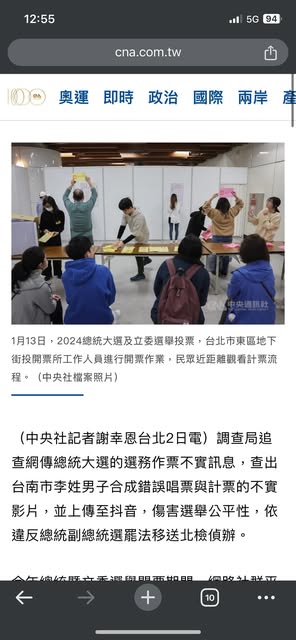 12:55
5G 94
cna.com.tw
奧運 即時 政治 國際 兩岸
中央通訊社
1月13日，2024總統大選及立委選舉投票，台北市東區地下
街投開票所工作人員進行開票作業，民眾近距離觀看計票流
程。（中央社檔案照片）
（中央社記者謝幸恩台北2日電）調查局追
查網傳總統大選的選務作票不實訊息，查出
台南市李姓男子合成錯誤唱票與計票的不實
影片，並上傳至抖音，傷害選舉公平性，依
違反總統副總統選罷法移送北檢偵辦。
10